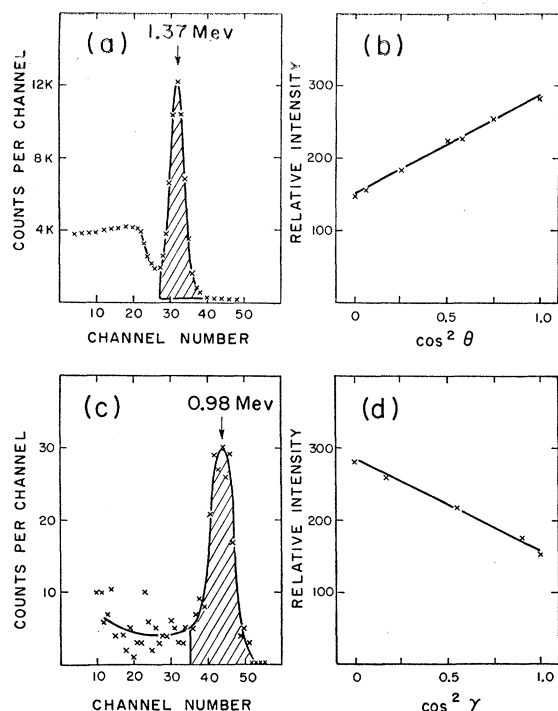 (a)
1.37 Mev
COUNTS PER CHANNEL
12K
8K
4K
10 20 30 40 50
CHANNEL NUMBER
(b)
RELATIVE INTENSITY
300
200
100
0 0.5 1.0
cos² θ
(c)
0.98 Mev
COUNTS PER CHANNEL
30
20
10
0
10 20 30 40 50
CHANNEL NUMBER
(d)
RELATIVE INTENSITY
300
200
100
0 0.5 1.0
cos² γ